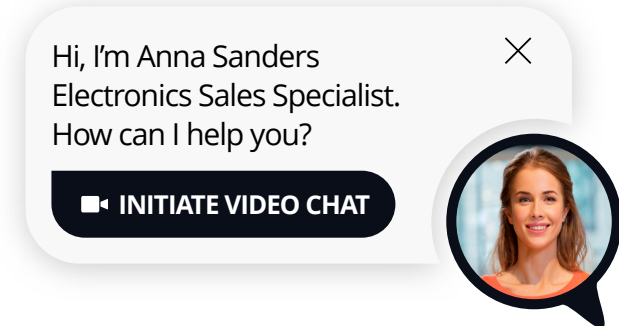 Hi, I'm Anna Sanders
Electronics Sales Specialist.
How can I help you?
INITIATE VIDEO CHAT